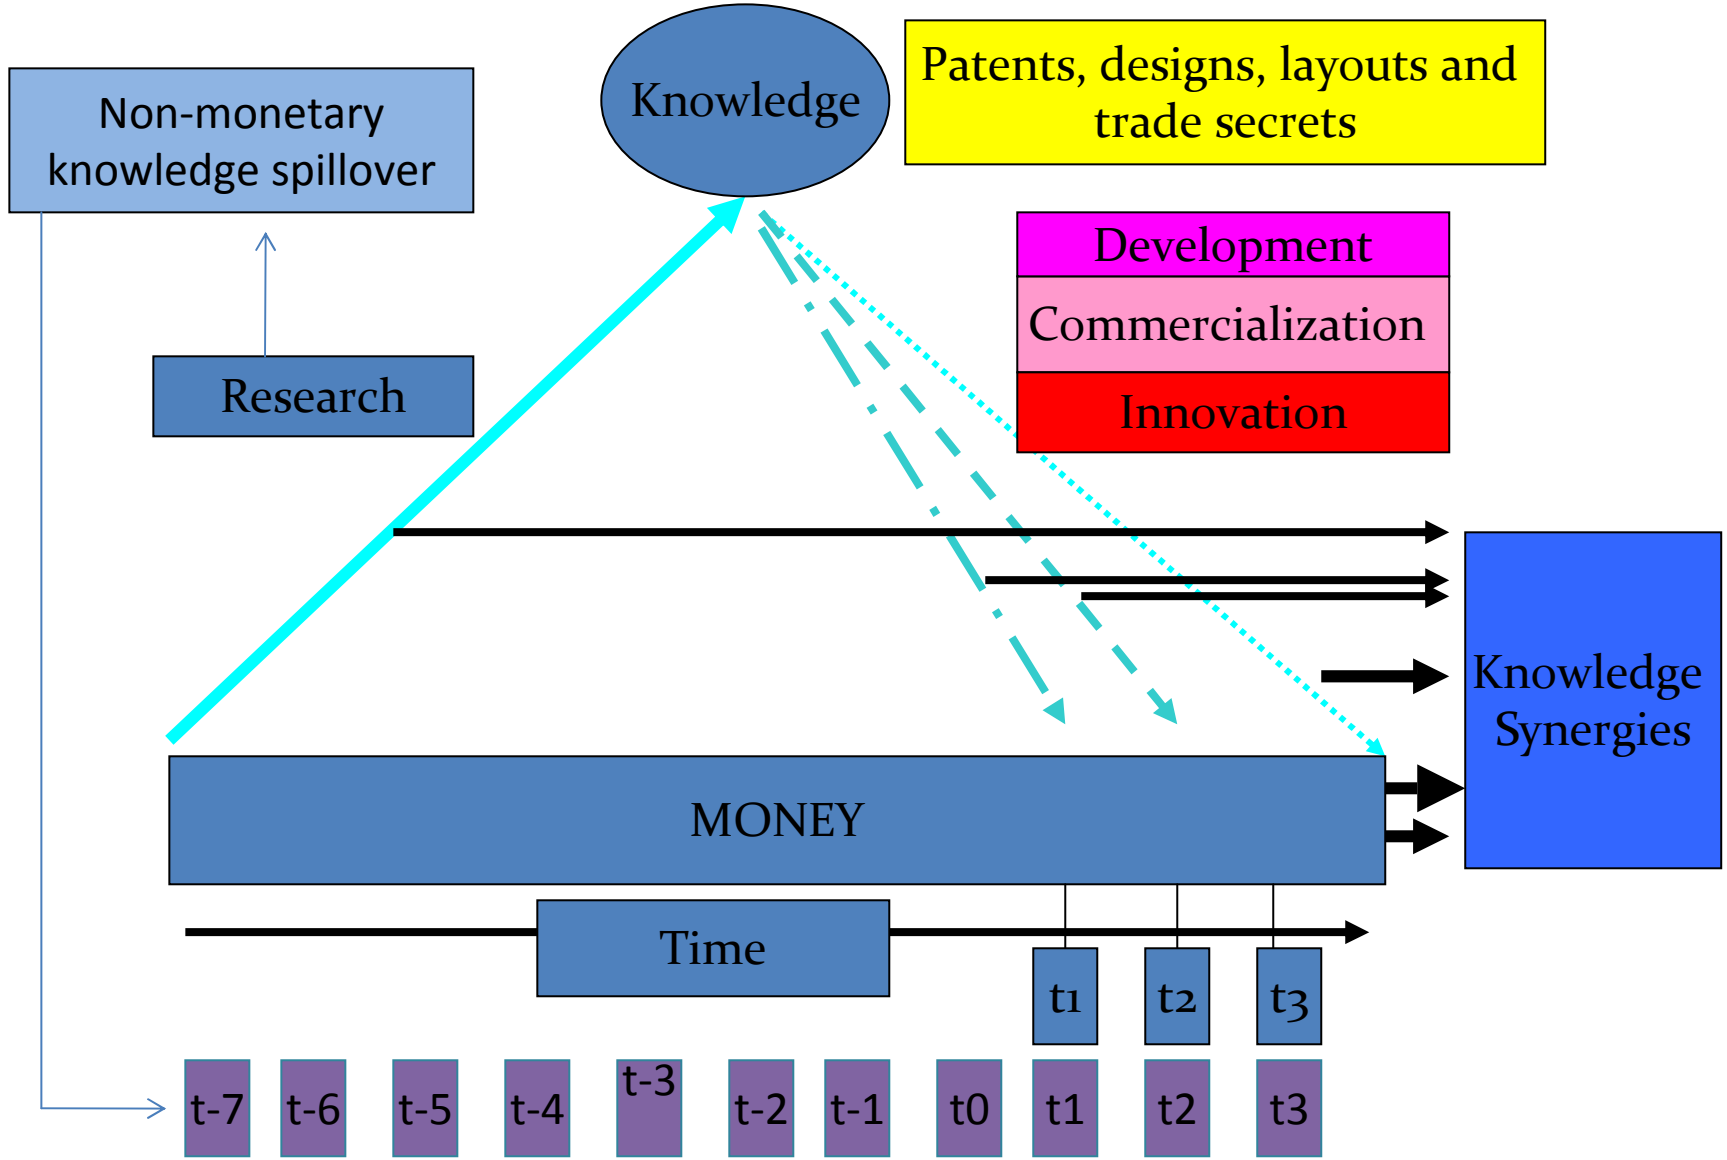 Knowledge
Patents, designs, layouts and
trade secrets
Non-monetary
knowledge spillover
Development
Commercialization
Innovation
Research
Knowledge
Synergies
MONEY
Time
t1 t2 t3
t-7 t-6 t-5 t-4 t-3 t-2 t-1 t0 t1 t2 t3